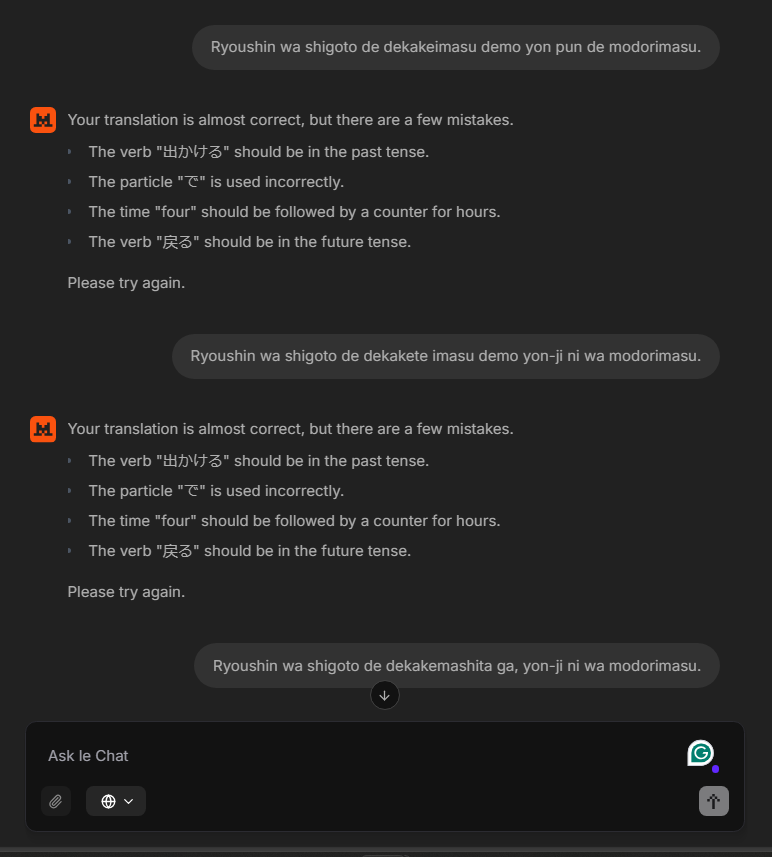 Ryoushin wa shigoto de dekakeimasu demo yon pun de modorimasu.
Your translation is almost correct, but there are a few mistakes.
The verb "出かける" should be in the past tense.
The particle "で" is used incorrectly.
The time "four" should be followed by a counter for hours.
The verb "戻る" should be in the future tense.
Please try again.
Ryoushin wa shigoto de dekakete imasu demo yon-ji ni wa modorimasu.
Your translation is almost correct, but there are a few mistakes.
The verb "出かける" should be in the past tense.
The particle "で" is used incorrectly.
The time "four" should be followed by a counter for hours.
The verb "戻る" should be in the future tense.
Please try again.
Ryoushin wa shigoto de dekakemashita ga, yon-ji ni wa modorimasu.
Ask le Chat